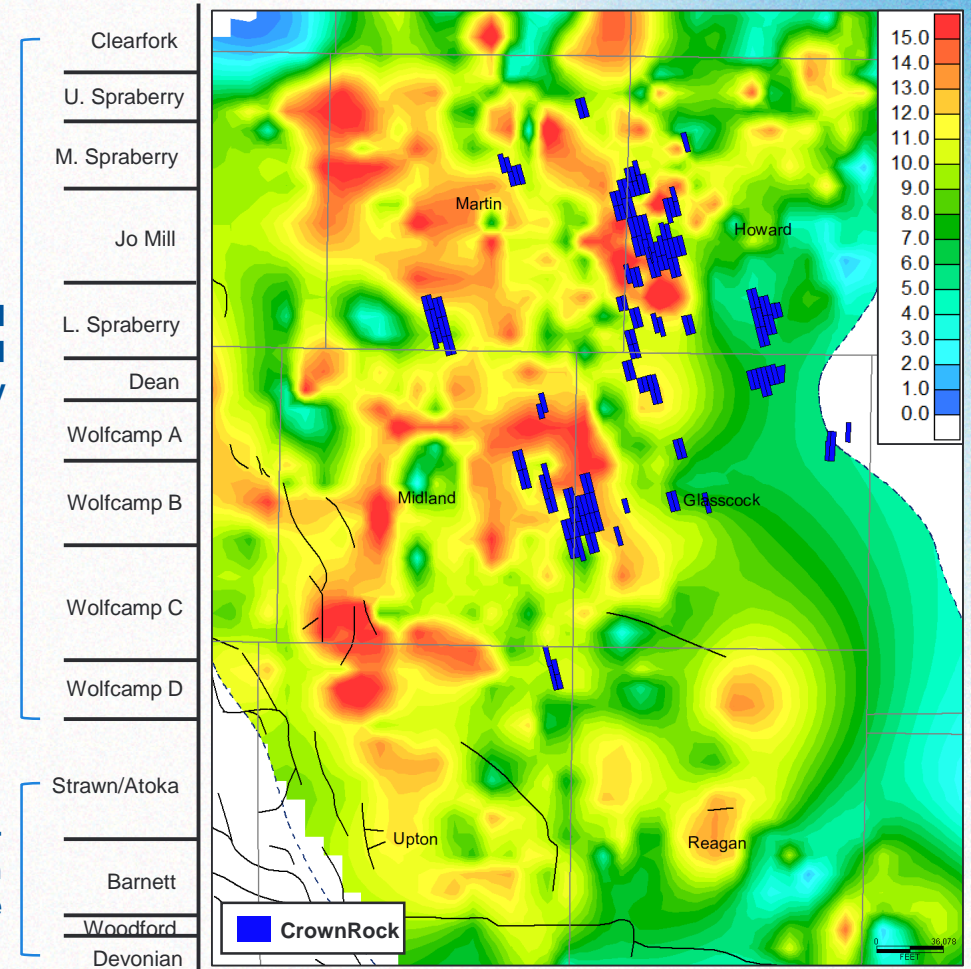 Clearfork
U. Spraberry
M. Spraberry
Jo Mill
L. Spraberry
Dean
Wolfcamp A
Wolfcamp B
Wolfcamp C
Wolfcamp D
Strawn/Atoka
Barnett
Woodford
Devonian
Martin
Howard
Midland
Glasscock
Upton
Reagan
15.0
14.0
13.0
12.0
11.0
10.0
9.0
8.0
7.0
6.0
5.0
4.0
3.0
2.0
1.0
0.0
CrownRock
0 36,078
FEET